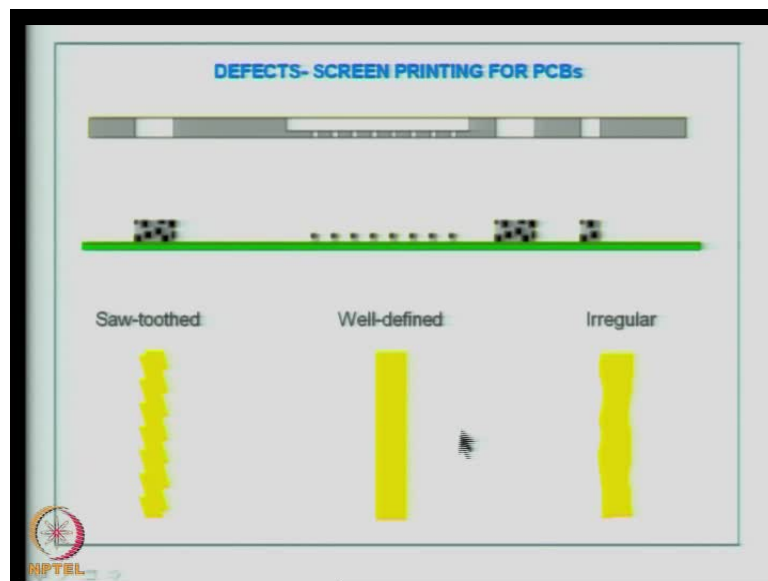 DEFECTS- SCREEN PRINTING FOR PCBs
Saw-toothed Well-defined Irregular
NPTEL